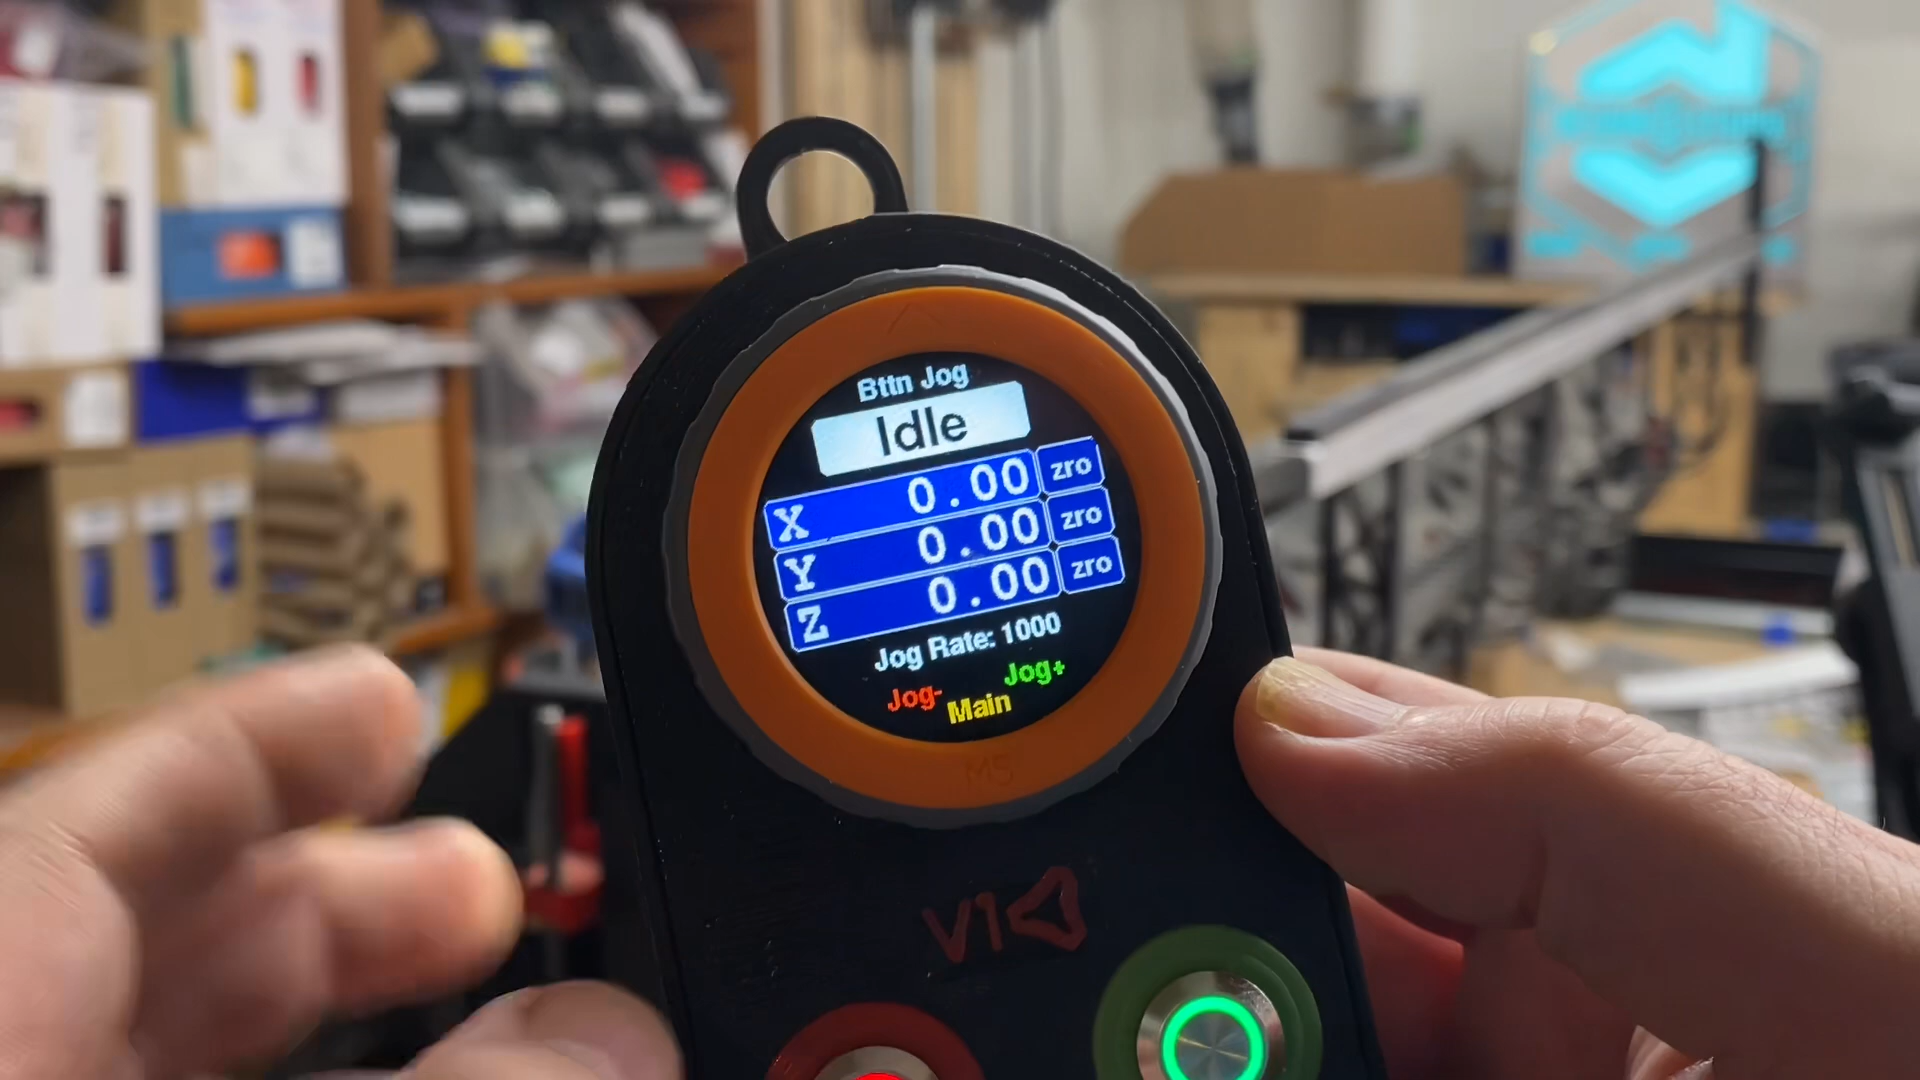 Bttn Jog
Idle
X 0.00 zro
Y 0.00 zro
Z 0.00 zro
Jog Rate: 1000
Jog- Jog+
Main
M5
V1